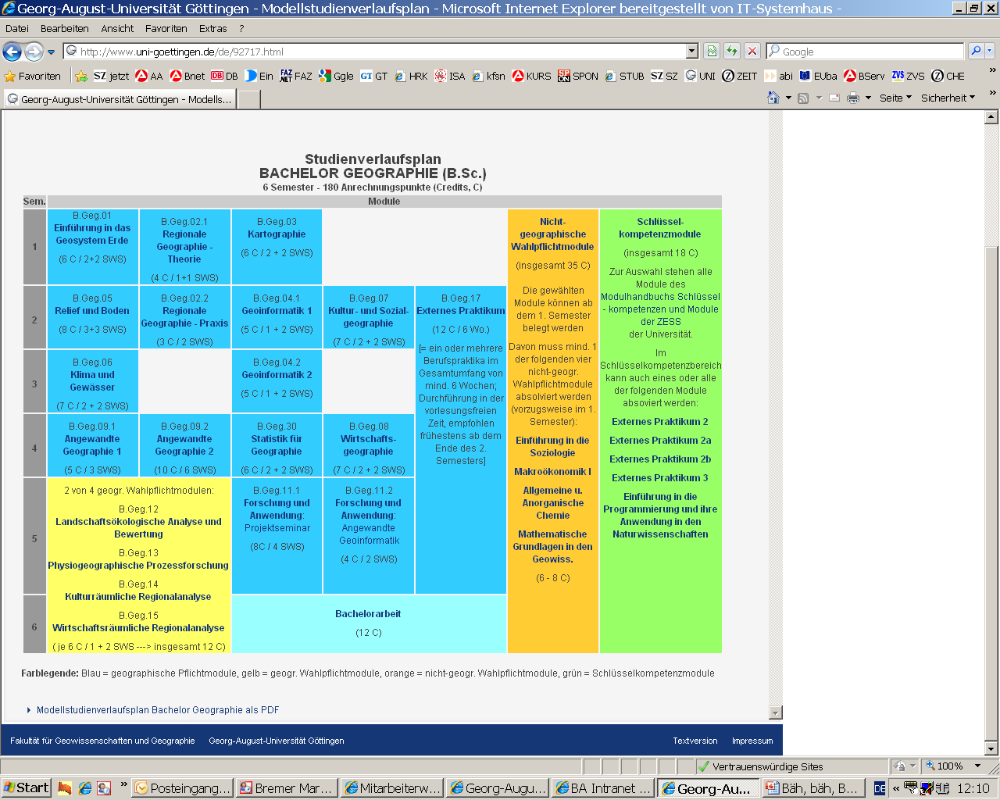 Georg-August-Universität Göttingen - Modellstudienverlaufsplan - Microsoft Internet Explorer bereitgestellt von IT-Systemhaus -
Datei Bearbeiten Ansicht Favoriten Extras ?
http://www.uni-goettingen.de/de/92717.html
Google
Favoriten SZ jetzt AA Bnet DB DB Ein FAZ.NET FAZ Ggle GT GT HRK ISA kfsn KURS SPON SPON STUB SZ SZ UNI ZEIT abi EUba BServ ZVS ZVS CHE »
Georg-August-Universität Göttingen - Modells...
Seite Sicherheit »
Studienverlaufsplan
BACHELOR GEOGRAPHIE (B.Sc.)
6 Semester - 180 Anrechnungspunkte (Credits, C)
Sem. Module
1
B.Geg.01
Einführung in das
Geosystem Erde
(6 C / 2+2 SWS)
B.Geg.02.1
Regionale
Geographie -
Theorie
(4 C / 1+1 SWS)
B.Geg.03
Kartographie
(6 C / 2 + 2 SWS)
2
B.Geg.05
Relief und Boden
(8 C / 3+3 SWS)
B.Geg.02.2
Regionale
Geographie - Praxis
(3 C / 2 SWS)
B.Geg.04.1
Geoinformatik 1
(5 C / 1 + 2 SWS)
B.Geg.07
Kultur- und Sozial-
geographie
(7 C / 2 + 2 SWS)
B.Geg.17
Externes Praktikum
(12 C / 6 Wo.)
[= ein oder mehrere
Berufspraktika im
Gesamtumfang von
mind. 6 Wochen;
Durchführung in der
vorlesungsfreien
Zeit, empfohlen
frühestens ab dem
Ende des 2.
Semesters]
3
B.Geg.06
Klima und
Gewässer
(7 C / 2 + 2 SWS)
B.Geg.04.2
Geoinformatik 2
(5 C / 1 + 2 SWS)
4
B.Geg.09.1
Angewandte
Geographie 1
(5 C / 3 SWS)
B.Geg.09.2
Angewandte
Geographie 2
(10 C / 6 SWS)
B.Geg.30
Statistik für
Geographie
(6 C / 2 + 2 SWS)
B.Geg.08
Wirtschafts-
geographie
(7 C / 2 + 2 SWS)
5
2 von 4 geogr. Wahlpflichtmodulen:
B.Geg.12
Landschaftsökologische Analyse und
Bewertung
B.Geg.13
Physiogeographische Prozessforschung
B.Geg.14
Kulturräumliche Regionalanalyse
B.Geg.15
Wirtschaftsräumliche Regionalanalyse
( je 6 C / 1 + 2 SWS ---> insgesamt 12 C)
B.Geg.11.1
Forschung und
Anwendung:
Projektseminar
(8C / 4 SWS)
B.Geg.11.2
Forschung und
Anwendung:
Angewandte
Geoinformatik
(4 C / 2 SWS)
6
Bachelorarbeit
(12 C)
Nicht-
geographische
Wahlpflichtmodule
(insgesamt 35 C)
Die gewählten
Module können ab
dem 1. Semester
belegt werden
Davon muss mind. 1
der folgenden vier
nicht-geogr.
Wahlpflichtmodule
absolviert werden
(vorzugsweise im 1.
Semester):
Einführung in die
Soziologie
Makroökonomik I
Allgemeine u.
Anorganische
Chemie
Mathematische
Grundlagen in den
Geowiss.
(6 - 8 C)
Schlüssel-
kompetenzmodule
(insgesamt 18 C)
Zur Auswahl stehen alle
Module des
Modulhandbuchs Schlüssel
- kompetenzen und Module
der ZESS
der Universität.
Im
Schlüsselkompetenzbereich
kann auch eines oder alle
der folgenden Module
absoviert werden:
Externes Praktikum 2
Externes Praktikum 2a
Externes Praktikum 2b
Externes Praktikum 3
Einführung in die
Programmierung und ihre
Anwendung in den
Naturwissenschaften
Farblegende: Blau = geographische Pflichtmodule, gelb = geogr. Wahlpflichtmodule, orange = nicht-geogr. Wahlpflichtmodule, grün = Schlüsselkompetenzmodule
Modellstudienverlaufsplan Bachelor Geographie als PDF
Fakultät für Geowissenschaften und Geographie Georg-August-Universität Göttingen Textversion Impressum
Vertrauenswürdige Sites 100%
Start » Posteingang... Bremer Mar... Mitarbeiterw... Georg-Augu... BA Intranet ... Georg-Au... Bäh, bäh, B... DE « 12:10